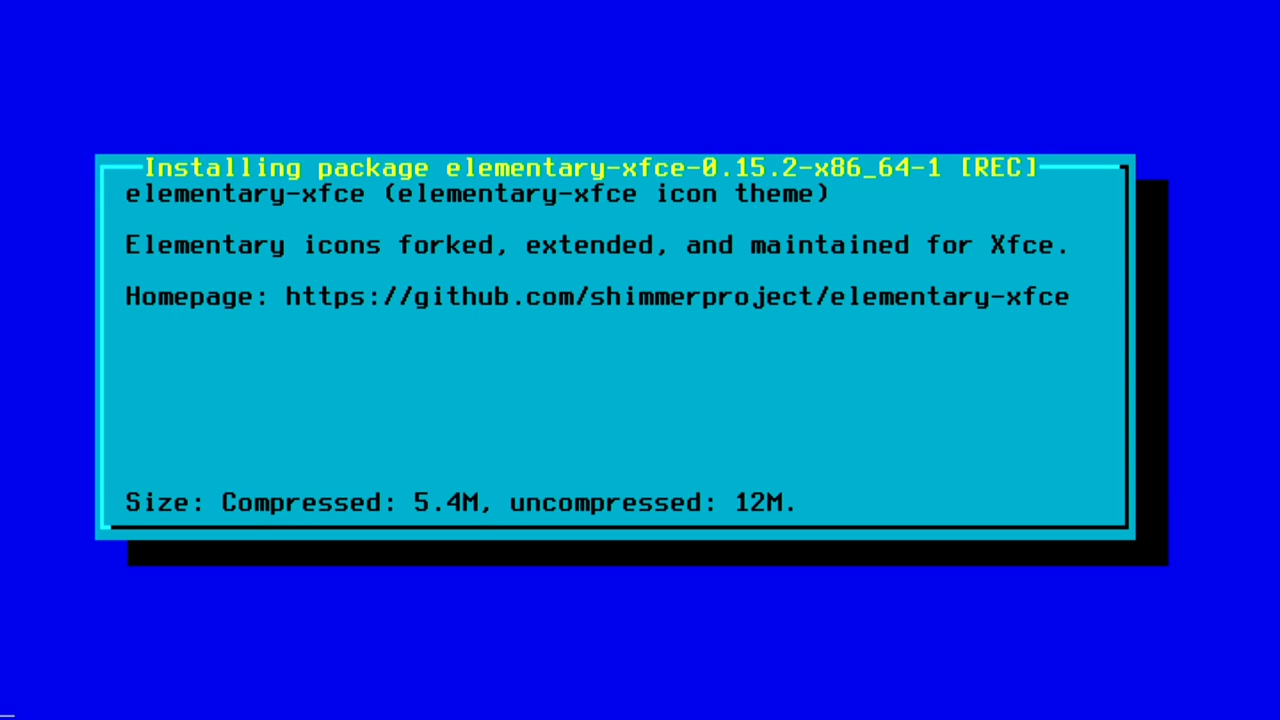 Installing package elementary-xfce-0.15.2-x86_64-1 [REC]
elementary-xfce (elementary-xfce icon theme)
Elementary icons forked, extended, and maintained for Xfce.
Homepage: https://github.com/shimmerproject/elementary-xfce
Size: Compressed: 5.4M, uncompressed: 12M.